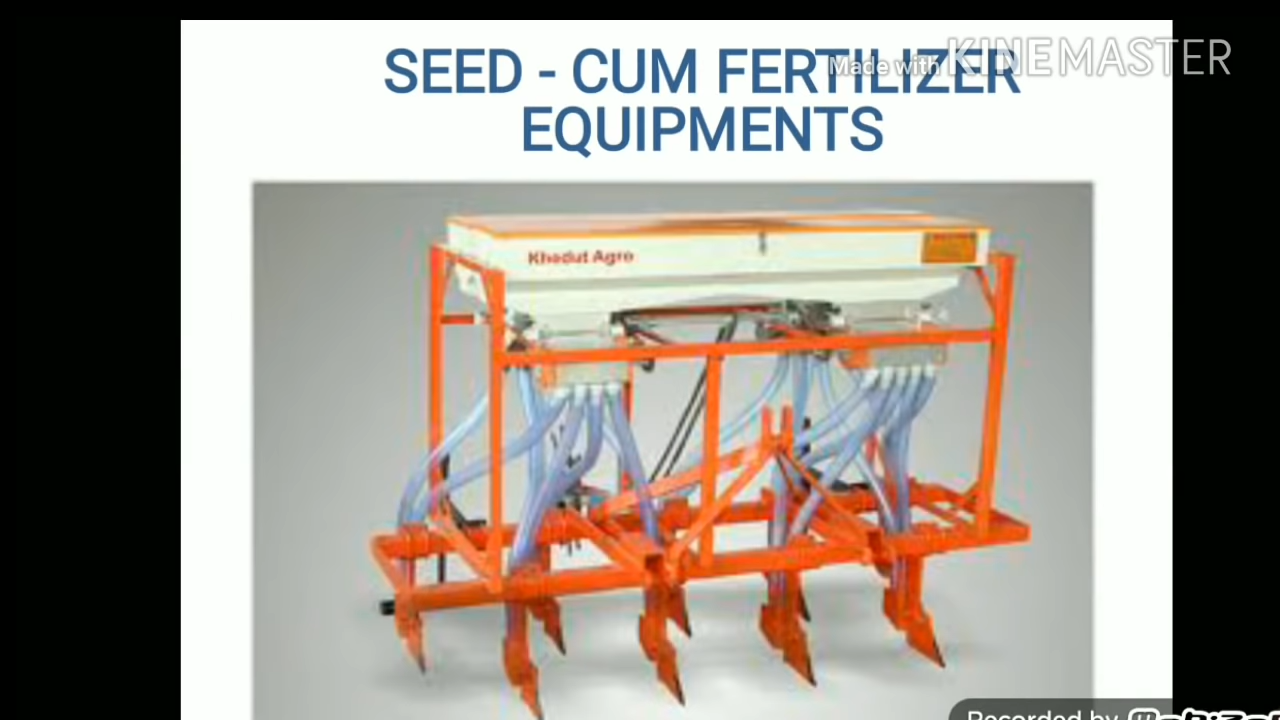 SEED - CUM FERTILIZER
Made with KINEMASTER
EQUIPMENTS
Khedut Agro
Recorded by